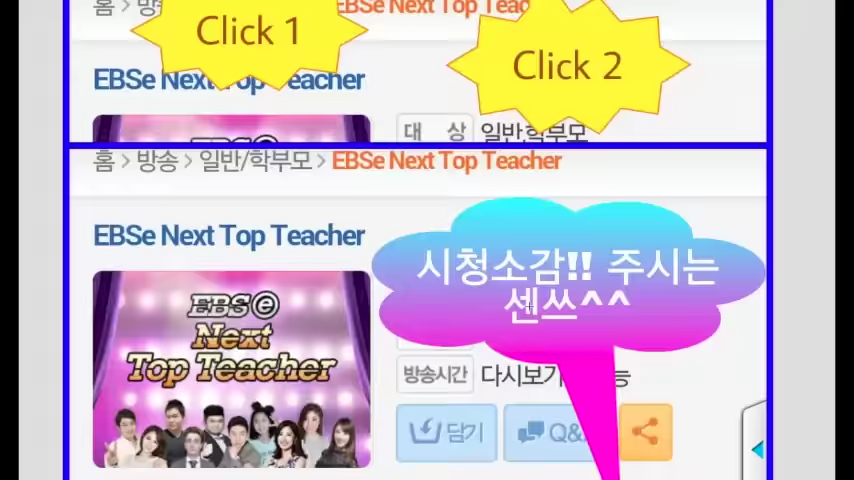 홈 > 방송 EBSe Next Top Teac
Click 1
Click 2
EBSe Next Top Teacher
대 상 일반,학부모
홈 > 방송 > 일반/학부모 > EBSe Next Top Teacher
EBSe Next Top Teacher
시청소감!! 주시는
센쓰^^
EBS e
Next
Top Teacher
방송시간 다시보기
능
담기
Q&